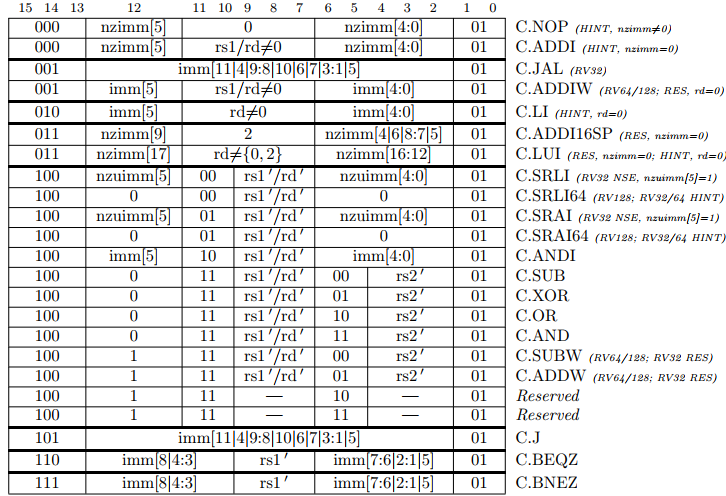 15 14 13 12 11 10 9 8 7 6 5 4 3 2 1 0
000 nzimm[5] 0 nzimm[4:0] 01 C.NOP (HINT, nzimm≠0)
000 nzimm[5] rs1/rd≠0 nzimm[4:0] 01 C.ADDI (HINT, nzimm=0)
001 imm[11|4|9:8|10|6|7|3:1|5] 01 C.JAL (RV32)
001 imm[5] rs1/rd≠0 imm[4:0] 01 C.ADDIW (RV64/128; RES, rd=0)
010 imm[5] rd≠0 imm[4:0] 01 C.LI (HINT, rd=0)
011 nzimm[9] 2 nzimm[4|6|8:7|5] 01 C.ADDI16SP (RES, nzimm=0)
011 nzimm[17] rd≠{0, 2} nzimm[16:12] 01 C.LUI (RES, nzimm=0; HINT, rd=0)
100 nzuimm[5] 00 rs1 ′/rd ′ nzuimm[4:0] 01 C.SRLI (RV32 NSE, nzuimm[5]=1)
100 0 00 rs1 ′/rd ′ 0 01 C.SRLI64 (RV128; RV32/64 HINT)
100 nzuimm[5] 01 rs1 ′/rd ′ nzuimm[4:0] 01 C.SRAI (RV32 NSE, nzuimm[5]=1)
100 0 01 rs1 ′/rd ′ 0 01 C.SRAI64 (RV128; RV32/64 HINT)
100 imm[5] 10 rs1 ′/rd ′ imm[4:0] 01 C.ANDI
100 0 11 rs1 ′/rd ′ 00 rs2 ′ 01 C.SUB
100 0 11 rs1 ′/rd ′ 01 rs2 ′ 01 C.XOR
100 0 11 rs1 ′/rd ′ 10 rs2 ′ 01 C.OR
100 0 11 rs1 ′/rd ′ 11 rs2 ′ 01 C.AND
100 1 11 rs1 ′/rd ′ 00 rs2 ′ 01 C.SUBW (RV64/128; RV32 RES)
100 1 11 rs1 ′/rd ′ 01 rs2 ′ 01 C.ADDW (RV64/128; RV32 RES)
100 1 11 — 10 — 01 Reserved
100 1 11 — 11 — 01 Reserved
101 imm[11|4|9:8|10|6|7|3:1|5] 01 C.J
110 imm[8|4:3] rs1 ′ imm[7:6|2:1|5] 01 C.BEQZ
111 imm[8|4:3] rs1 ′ imm[7:6|2:1|5] 01 C.BNEZ